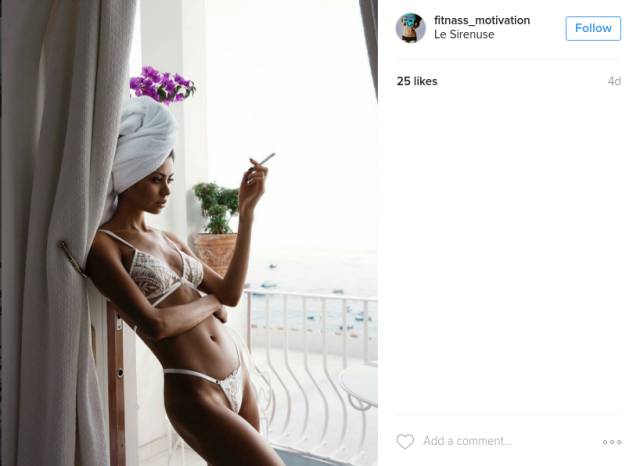 fitnass_motivation
Le Sirenuse
Follow
25 likes
4d
Add a comment...